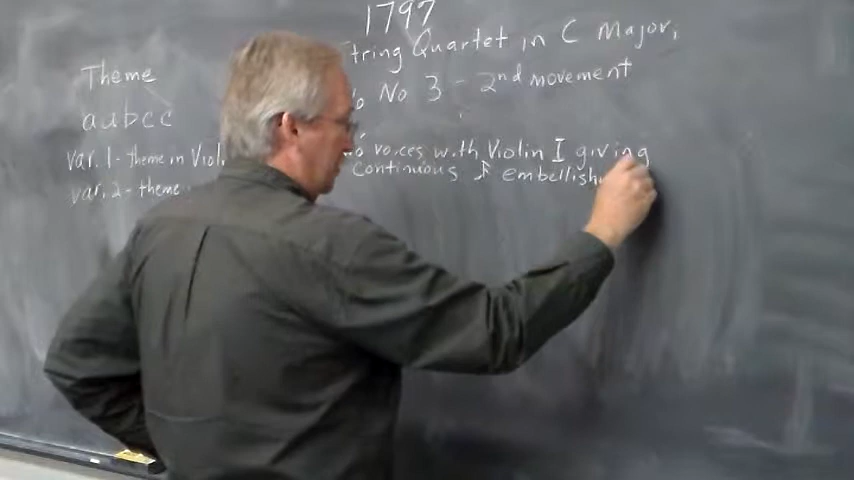 1797
tring Quartet in C Major,
No 3 - 2nd movement
Theme
aabcc
var. 1 - theme in Violi
voices with Violin I giving
continuous ♪ embellish
var. 2 - theme